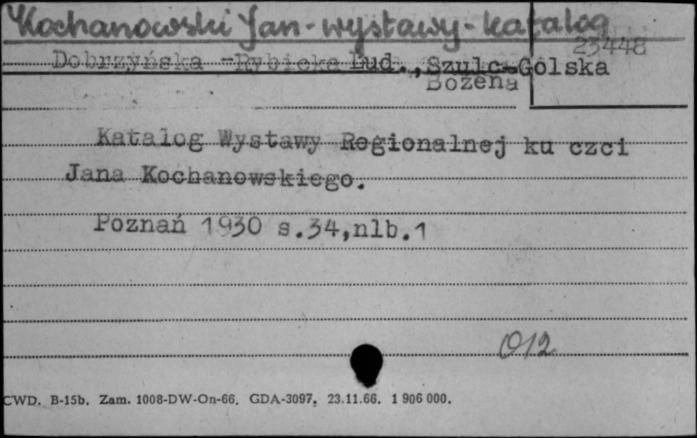 Kochanowski Jan - wystawy - katalog
23448
Dobrzyńska - Rybicka Lud., Szulc-Golska
Bożena
Katalog Wystawy Regionalnej ku czci
Jana Kochanowskiego.
Poznań 1930 s.34,nlb.1
012
CWD. B-15b. Zam. 1008-DW-On-66. GDA-3097. 23.11.66. 1 906 000.